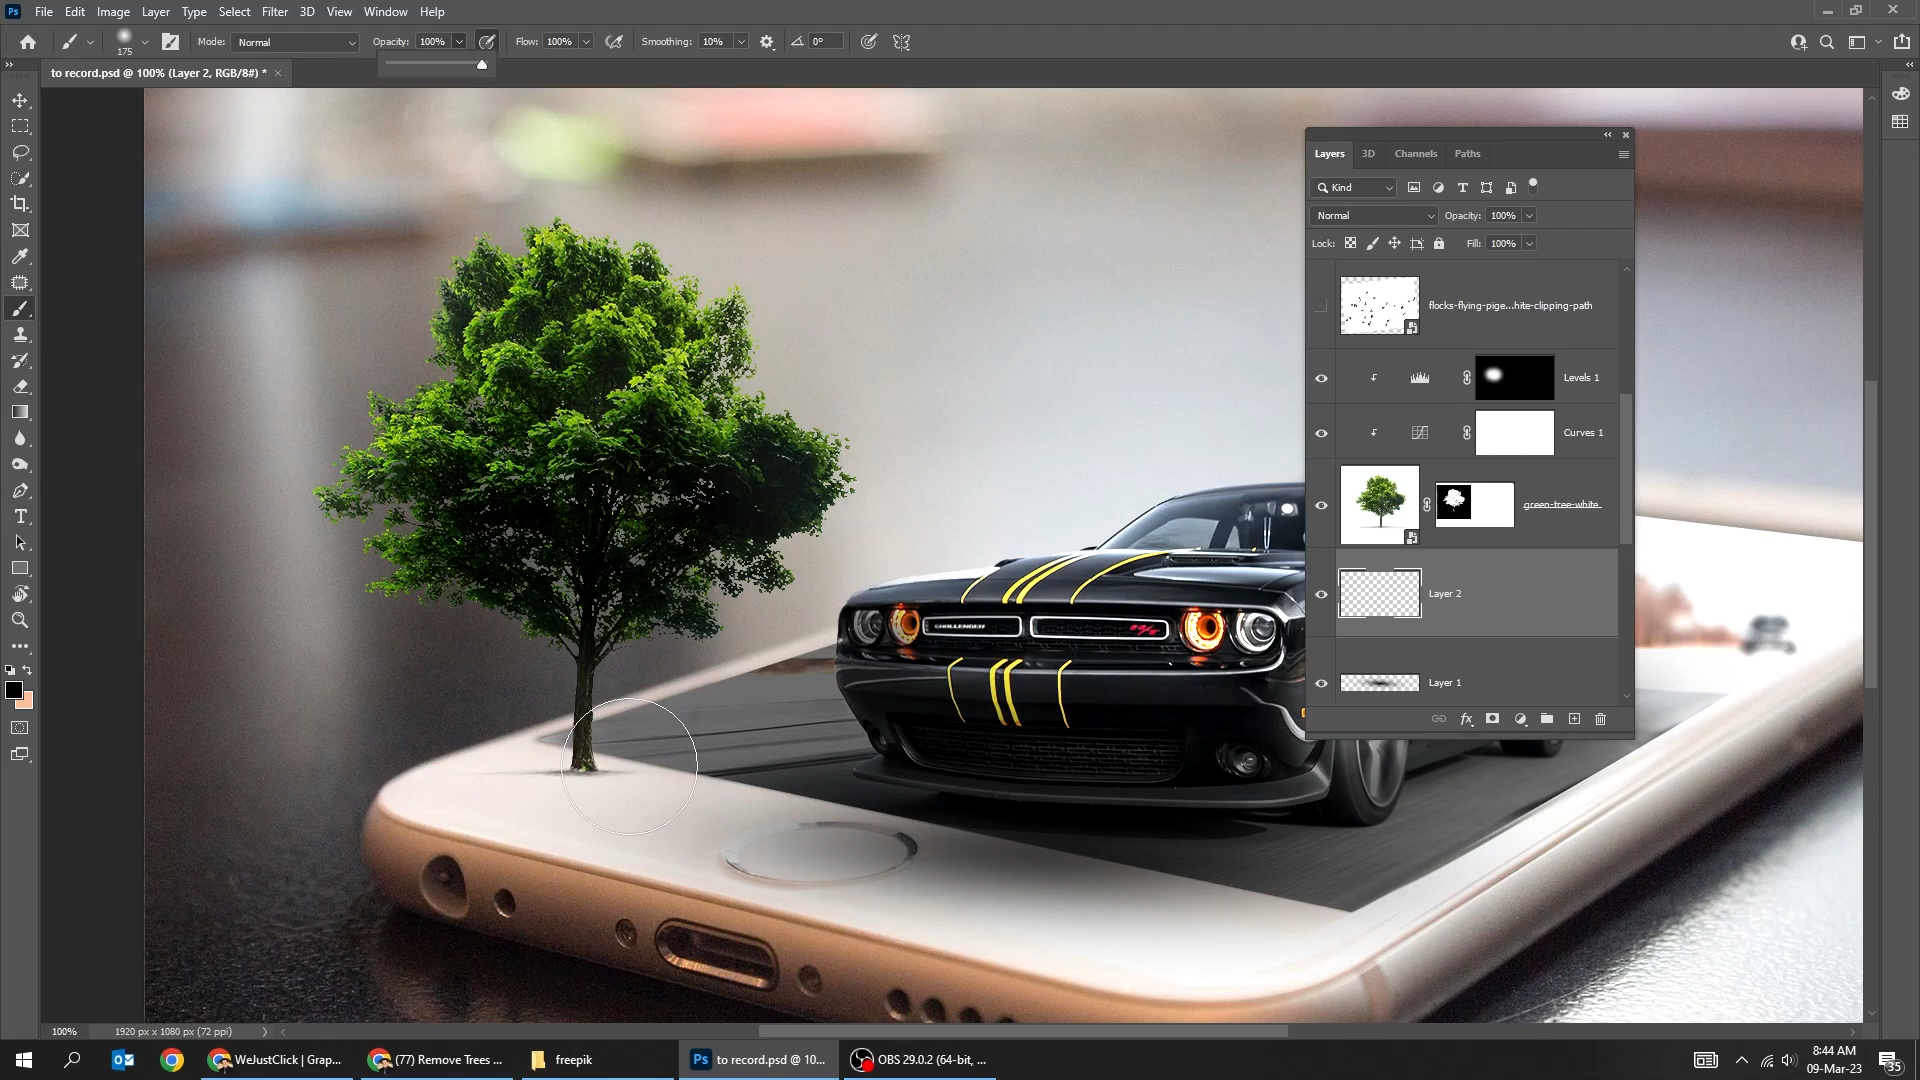 Ps File Edit Image Layer Type Select Filter 3D View Window Help
175 Mode: Normal Opacity: 100% Flow: 100% Smoothing: 10% 0°
to record.psd @ 100% (Layer 2, RGB/8#) * ×
Layers 3D Channels Paths
Kind
Normal Opacity: 100%
Lock: Fill: 100%
flocks-flying-pige...hite-clipping-path
Levels 1
Curves 1
green-tree-white
Layer 2
Layer 1
CHALLENGER R/T
100% 1920 px x 1080 px (72 ppi)
WeJustClick | Grap...
(77) Remove Trees ...
freepik
Ps to record.psd @ 10...
OBS 29.0.2 (64-bit, ...
8:44 AM
09-Mar-23
35